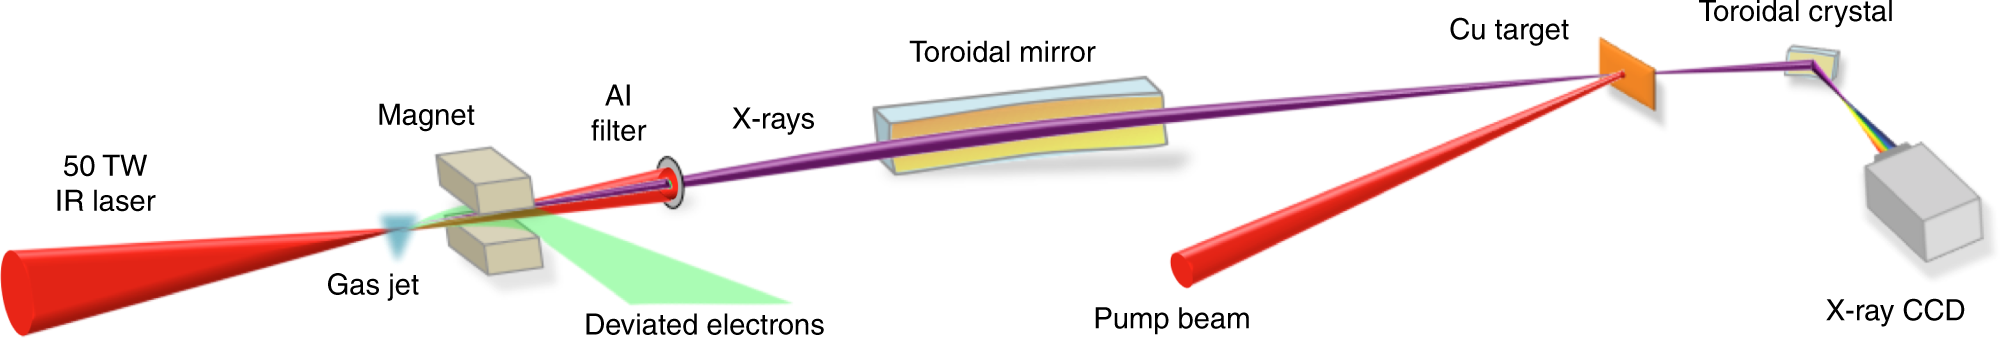 50 TW
IR laser
Gas jet
Magnet
Deviated electrons
Al
filter
X-rays
Toroidal mirror
Pump beam
Cu target
Toroidal crystal
X-ray CCD